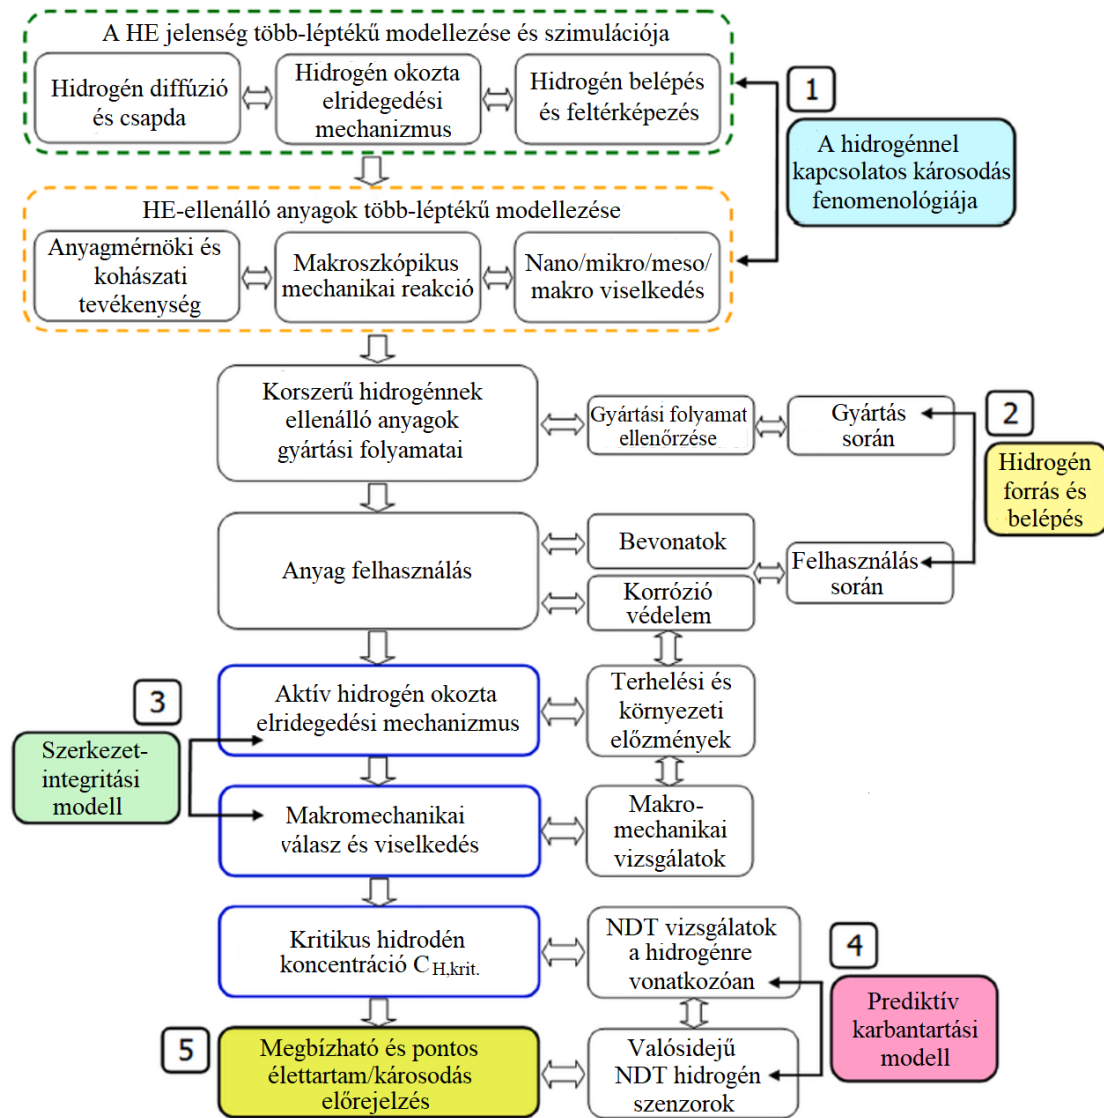 A HE jelenség több-léptékű modellezése és szimulációja
Hidrogén diffúzió
és csapda
Hidrogén okozta
elridegedési
mechanizmus
Hidrogén belépés
és feltérképezés
1
A hidrogénnel
kapcsolatos károsodás
fenomenológiája
HE-ellenálló anyagok több-léptékű modellezése
Anyagmérnöki és
kohászati
tevékenység
Makroszkópikus
mechanikai reakció
Nano/mikro/meso/
makro viselkedés
Korszerű hidrogénnek
ellenálló anyagok
gyártási folyamatai
Gyártási folyamat
ellenőrzése
Gyártás
során
2
Hidrogén
forrás és
belépés
Anyag felhasználás
Bevonatok
Korrózió
védelem
Felhasználás
során
3
Szerkezet-
integritási
modell
Aktív hidrogén okozta
elridegedési mechanizmus
Terhelési és
környezeti
előzmények
Makromechanikai
válasz és viselkedés
Makro-
mechanikai
vizsgálatok
Kritikus hidrodén
koncentráció C H,krit.
NDT vizsgálatok
a hidrogénre
vonatkozóan
4
Prediktív
karbantartási
modell
5
Megbízható és pontos
élettartam/károsodás
előrejelzés
Valósidejű
NDT hidrogén
szenzorok